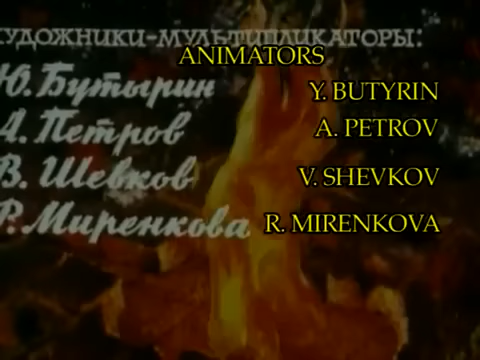 ХУДОЖНИКИ-МУЛЬТИПЛИКАТОРЫ:
ANIMATORS
Ю. Бутырин
Y. BUTYRIN
А. Петров
A. PETROV
В. Шевков
V. SHEVKOV
Р. Миренкова
R. MIRENKOVA